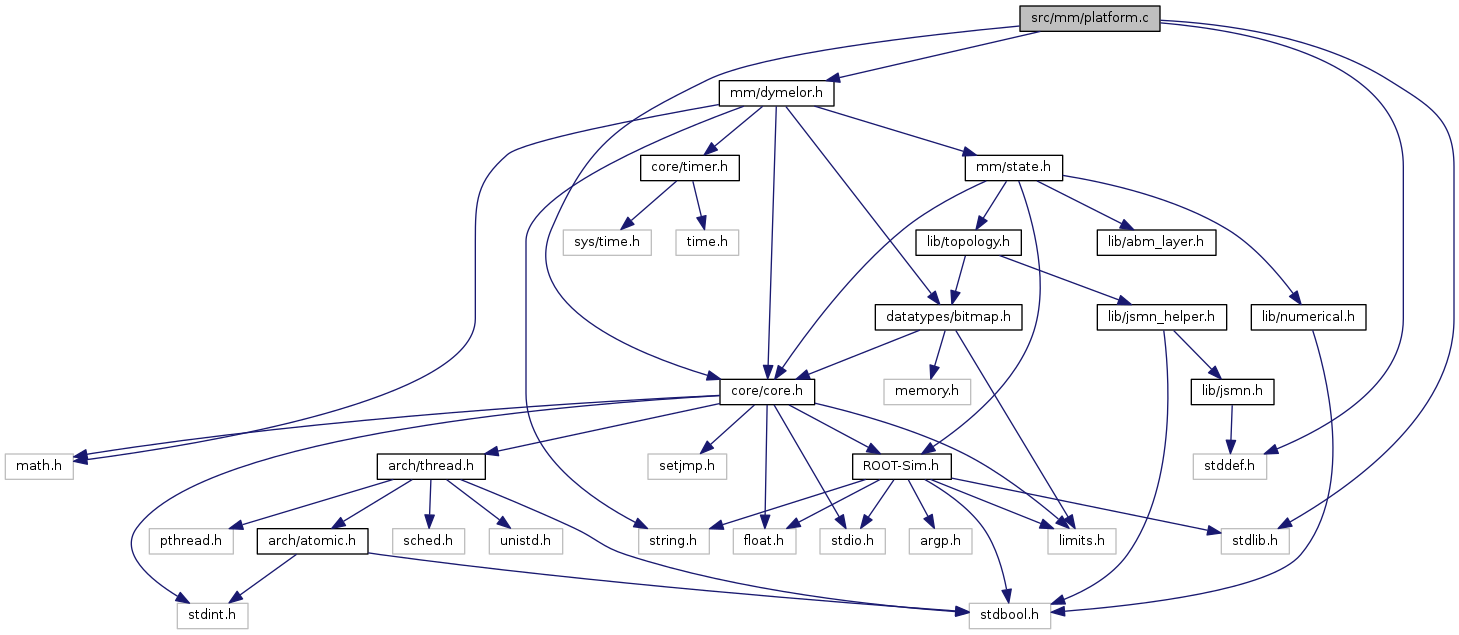 src/mm/platform.c
mm/dymelor.h
core/timer.h
mm/state.h
sys/time.h
time.h
lib/topology.h
lib/abm_layer.h
datatypes/bitmap.h
lib/jsmn_helper.h
lib/numerical.h
core/core.h
memory.h
lib/jsmn.h
math.h
arch/thread.h
setjmp.h
ROOT-Sim.h
stddef.h
pthread.h
arch/atomic.h
sched.h
unistd.h
string.h
float.h
stdio.h
argp.h
limits.h
stdlib.h
stdint.h
stdbool.h